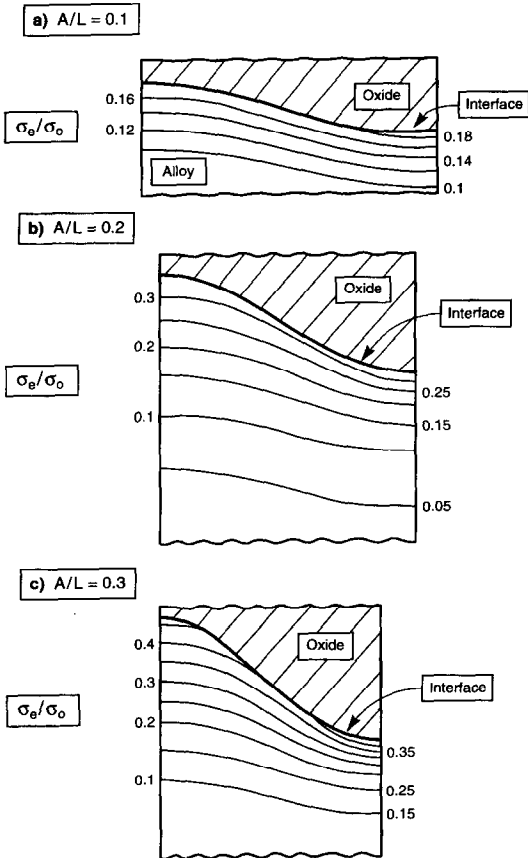 a) A/L = 0.1
Oxide
Interface
0.16
0.18
σe/σo
0.12
0.14
Alloy
0.1
b) A/L = 0.2
Oxide
0.3
Interface
0.2
σe/σo
0.25
0.1
0.15
0.05
c) A/L = 0.3
0.4
Oxide
0.3
Interface
σe/σo
0.2
0.35
0.1
0.25
0.15